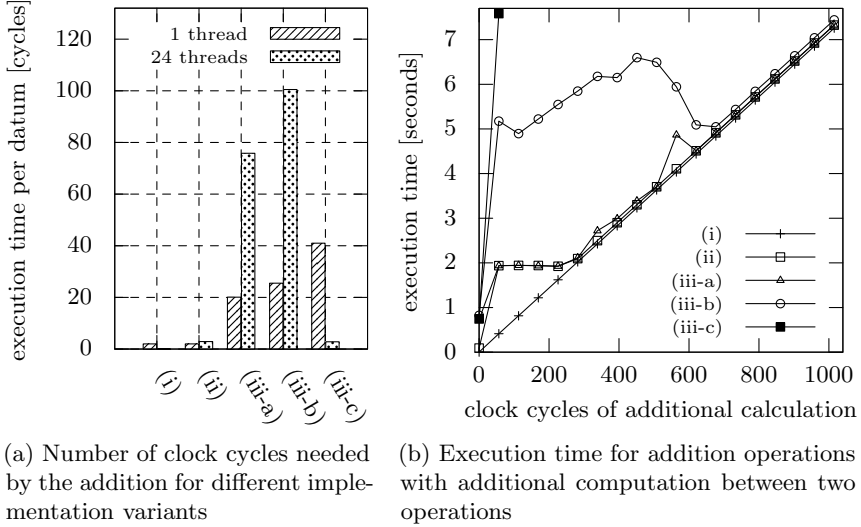 execution time per datum [cycles]
120
100
80
60
40
20
0
1 thread
24 threads
(i)
(ii)
(iii-a)
(iii-b)
(iii-c)
execution time [seconds]
7
6
5
4
3
2
1
0
(i)
(ii)
(iii-a)
(iii-b)
(iii-c)
0 200 400 600 800 1000
clock cycles of additional calculation
(a) Number of clock cycles needed
by the addition for different imple-
mentation variants
(b) Execution time for addition operations
with additional computation between two
operations